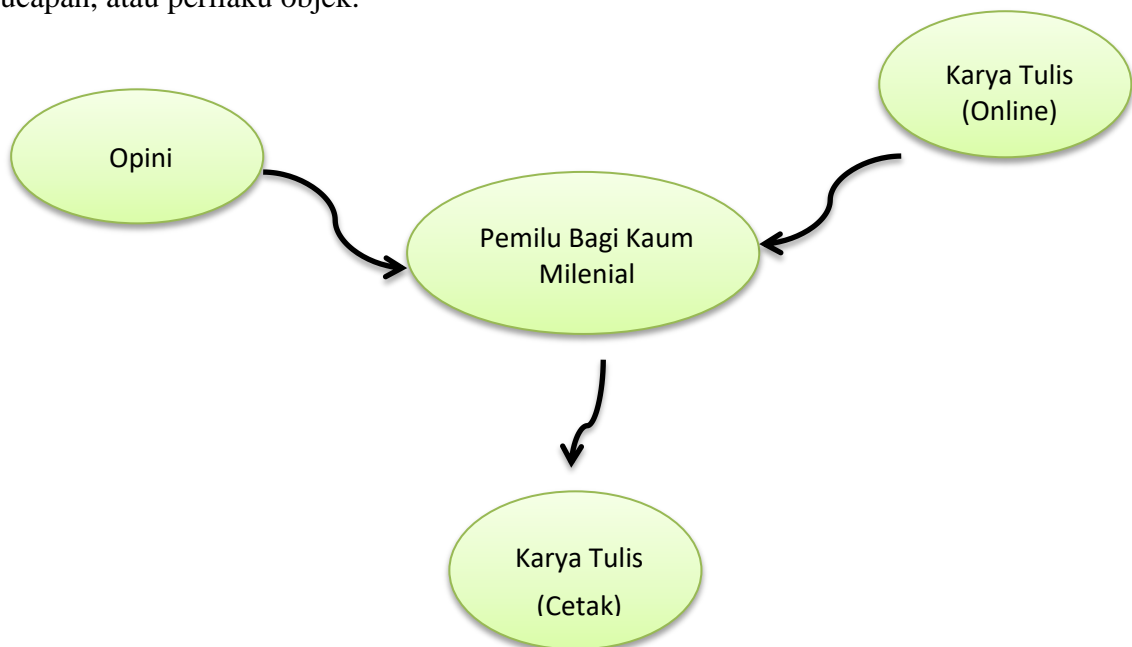 ucapan, atau perilaku objek.
Karya Tulis
(Online)
Opini
Pemilu Bagi Kaum
Milenial
Karya Tulis
(Cetak)